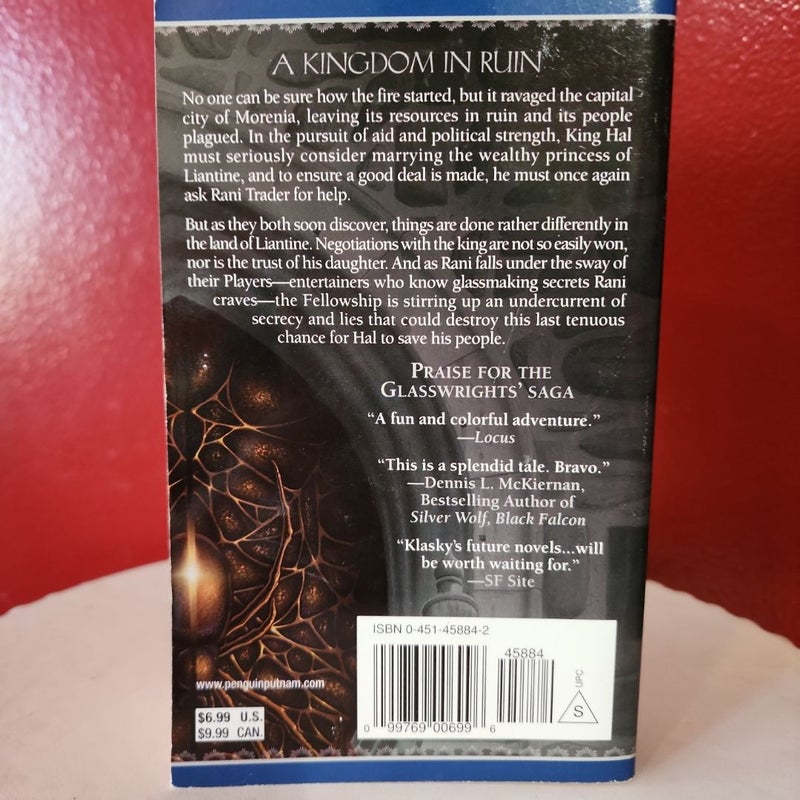 A KINGDOM IN RUIN
No one can be sure how the fire started, but it ravaged the capital
city of Morenia, leaving its resources in ruin and its people
plagued. In the pursuit of aid and political strength, King Hal
must seriously consider marrying the wealthy princess of
Liantine, and to ensure a good deal is made, he must once again
ask Rani Trader for help.
But as they both soon discover, things are done rather differently in
the land of Liantine. Negotiations with the king are not so easily won,
nor is the trust of his daughter. And as Rani falls under the sway of
their Players—entertainers who know glassmaking secrets Rani
craves—the Fellowship is stirring up an undercurrent of
secrecy and lies that could destroy this last tenuous
chance for Hal to save his people.
PRAISE FOR THE
GLASSWRIGHTS' SAGA
“A fun and colorful adventure.”
—Locus
“This is a splendid tale. Bravo.”
—Dennis L. McKiernan,
Bestselling Author of
Silver Wolf, Black Falcon
“Klasky's future novels...will
be worth waiting for.”
—SF Site
ISBN 0-451-45884-2
45884
UPC
S
0 99769 00699 6
www.penguinputnam.com
$6.99 U.S.
$9.99 CAN.